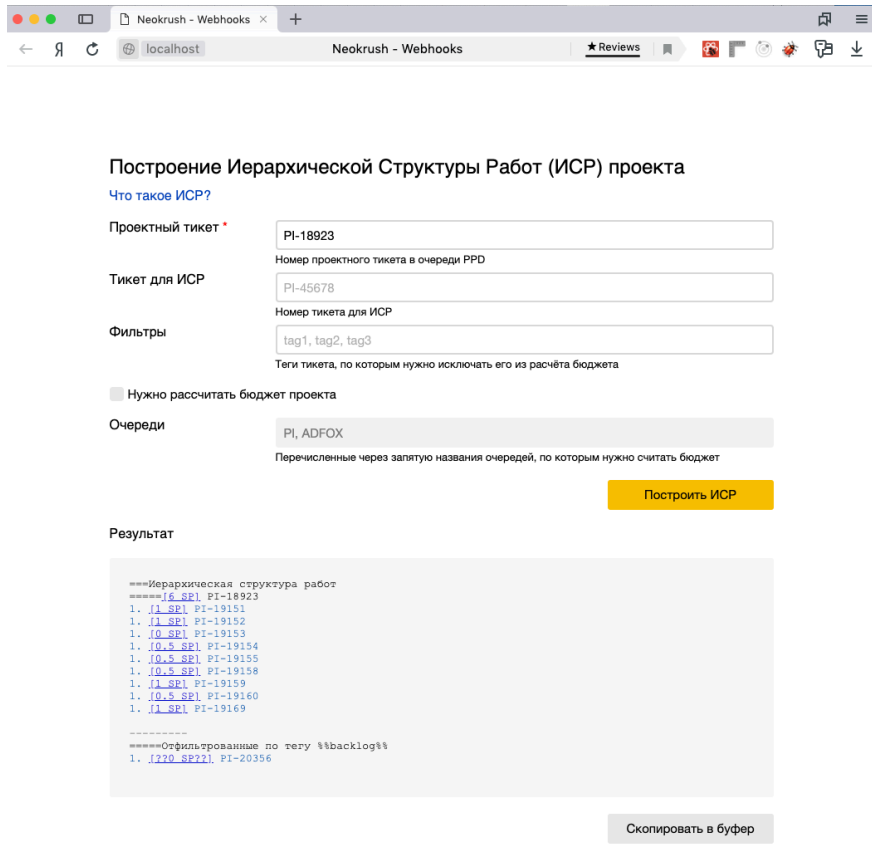 Neokrush - Webhooks
Я
localhost
Neokrush - Webhooks
★ Reviews
Построение Иерархической Структуры Работ (ИСР) проекта
Что такое ИСР?
Проектный тикет *
PI-18923
Номер проектного тикета в очереди PPD
Тикет для ИСР
PI-45678
Номер тикета для ИСР
Фильтры
tag1, tag2, tag3
Теги тикета, по которым нужно исключать его из расчёта бюджета
Нужно рассчитать бюджет проекта
Очереди
PI, ADFOX
Перечисленные через запятую названия очередей, по которым нужно считать бюджет
Построить ИСР
Результат
===Иерархическая структура работ
=====[6 SP] PI-18923
1. [1 SP] PI-19151
1. [1 SP] PI-19152
1. [0 SP] PI-19153
1. [0.5 SP] PI-19154
1. [0.5 SP] PI-19155
1. [0.5 SP] PI-19158
1. [1 SP] PI-19159
1. [0.5 SP] PI-19160
1. [1 SP] PI-19169
---------
=====Отфильтрованные по тегу %%backlog%%
1. [??0 SP??] PI-20356
Скопировать в буфер